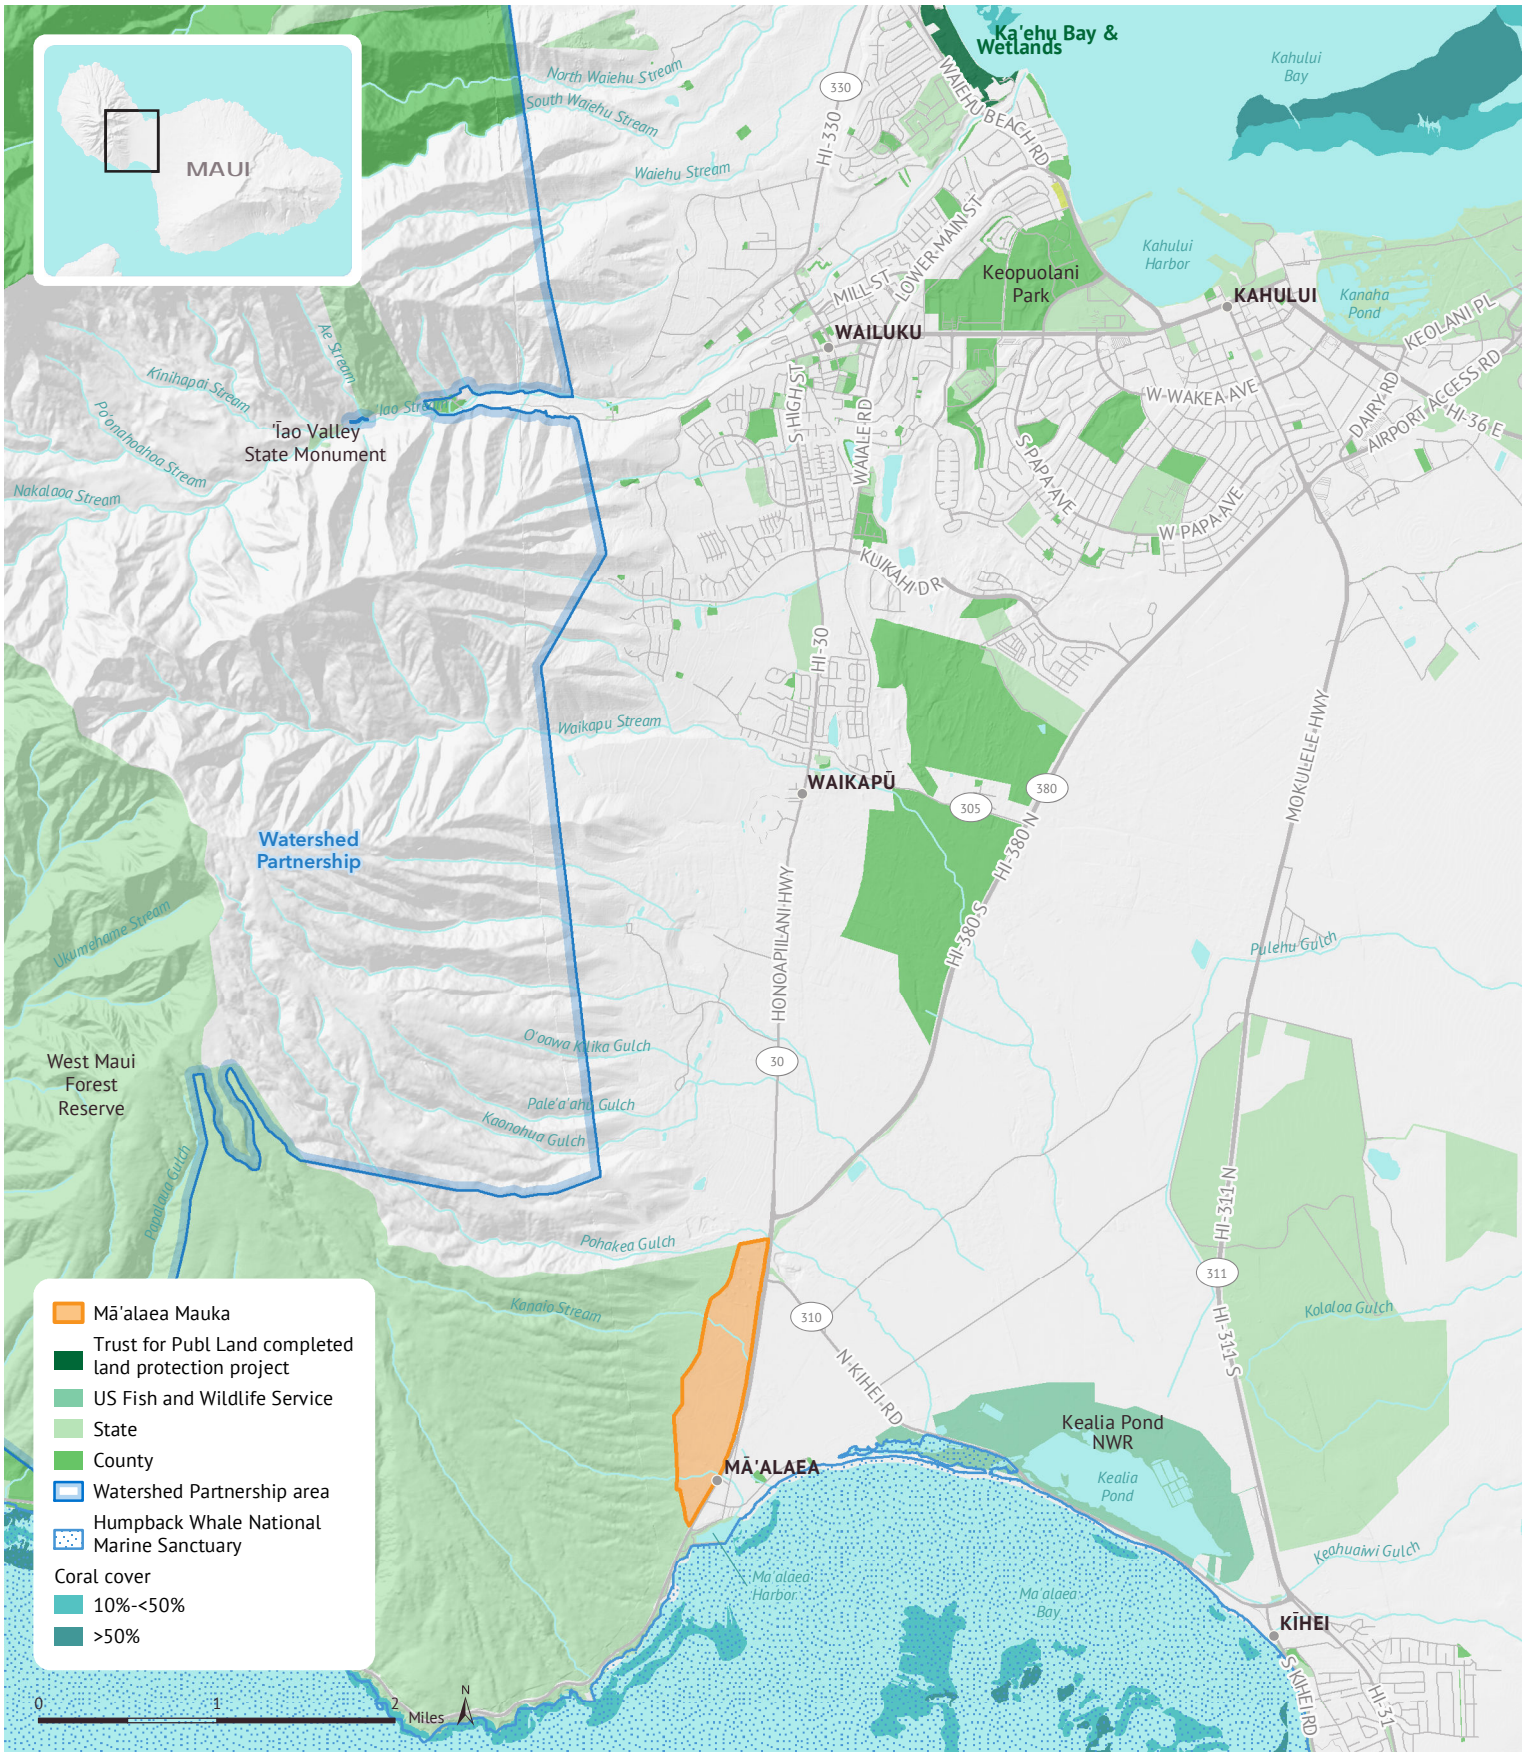 Ka'ehu Bay &
Wetlands
Kahului
Bay
North Waiehu Stream
South Waiehu Stream
330
WAIEHU BEACH RD
HI-330
MAUI
Waiehu Stream
LOWER MAIN ST
MILL ST
Keopuolani
Park
Kahului
Harbor
KAHULUI
Kanaha
Pond
KEOLANI PL
WAILUKU
Ae Stream
Kinihapai Stream
'Iao Stream
Po'onahoahoa Stream
'Īao Valley
State Monument
Nakalaoa Stream
S HIGH ST
WAIALE RD
W WAKEA AVE
DAIRY RD
AIRPORT ACCESS RD
HI-36 E
S PAPA AVE
W PAPA AVE
KUIKAHI DR
HI-30
Waikapu Stream
MOKULELE HWY
WAIKAPŪ
380
305
HI-380 N
Watershed
Partnership
HONOAPIILANI HWY
Ukumehame Stream
HI-380 S
Pulehu Gulch
O'oawa Kilika Gulch
30
West Maui
Forest
Reserve
Pale'a'ahu Gulch
Kaonohua Gulch
Papalaua Gulch
HI-311 N
Pohakea Gulch
311
Kanaio Stream
310
Kolaloa Gulch
HI-311 S
N KIHEI RD
Kealia Pond
NWR
MĀ'ALAEA
Kealia
Pond
Keahuaiwi Gulch
Ma'alaea
Harbor
Ma'alaea
Bay
KĪHEI
S KIHEI RD
HI-31
Mā'alaea Mauka
Trust for Publ Land completed
land protection project
US Fish and Wildlife Service
State
County
Watershed Partnership area
Humpback Whale National
Marine Sanctuary
Coral cover
10%-<50%
>50%
0 1 2
Miles
N